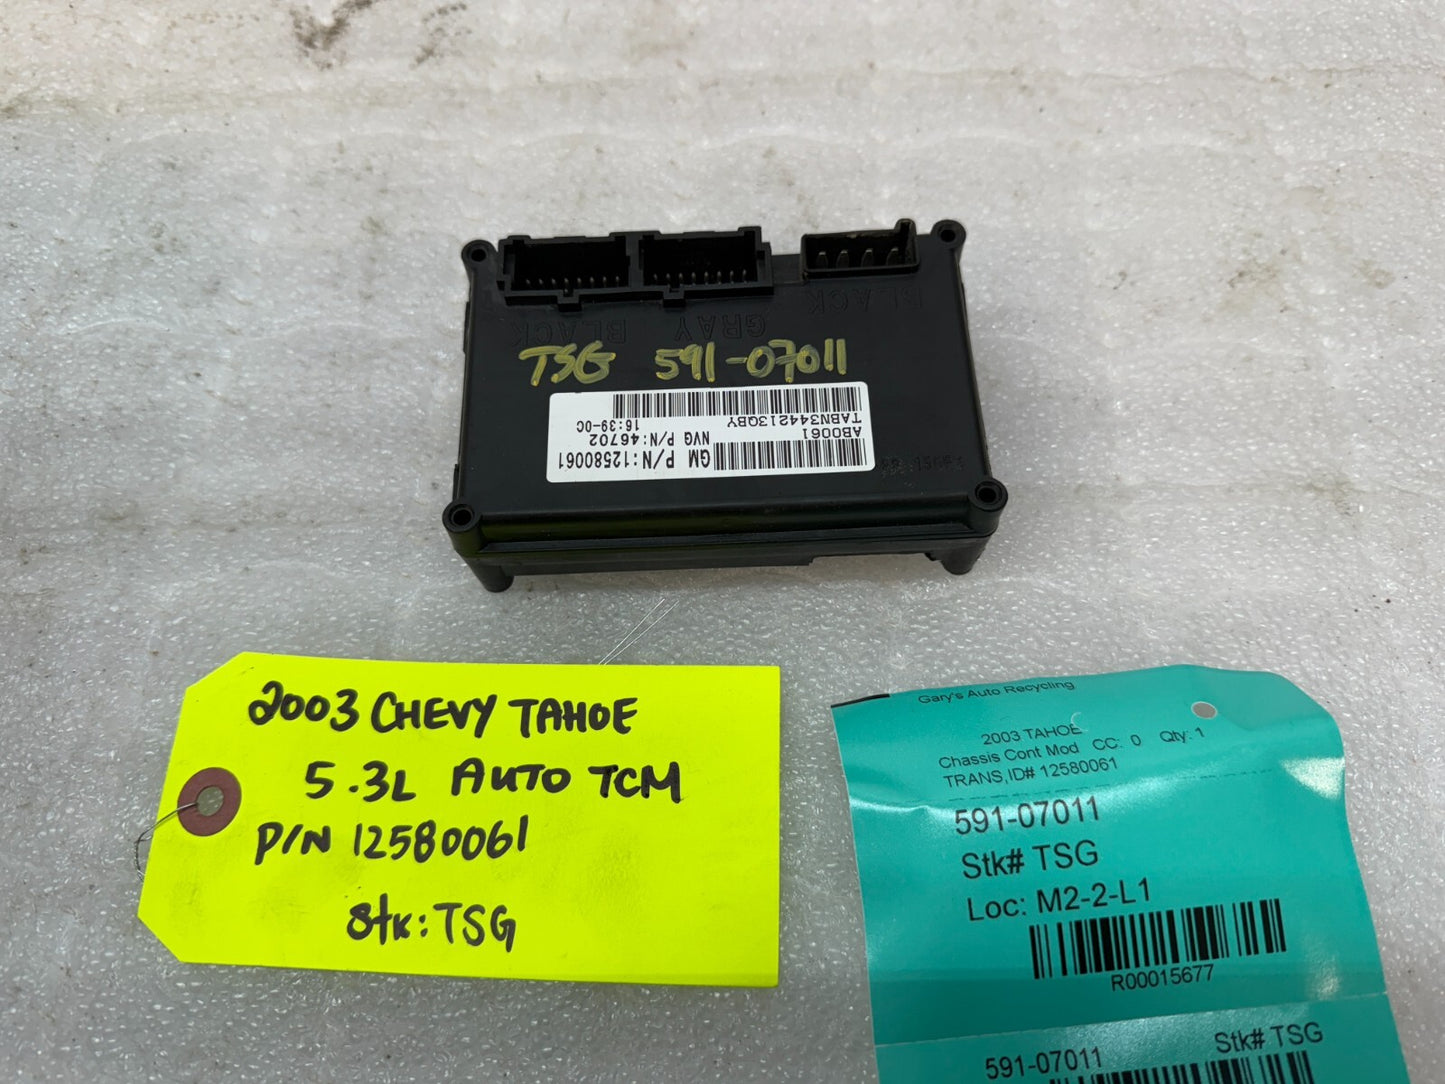 BLACK GRAY BLACK
TSG 591-07011
GM P/N:12580061
AB0061
NVG P/N:46702
TABN344213QBY
16:39-0C
2003 CHEVY TAHOE
5.3L AUTO TCM
P/N 12580061
Stk: TSG
Gary's Auto Recycling
2003 TAHOE
Chassis Cont Mod CC: 0 Qty: 1
TRANS,ID# 12580061
591-07011
Stk# TSG
Loc: M2-2-L1
R00015677
591-07011 Stk# TSG